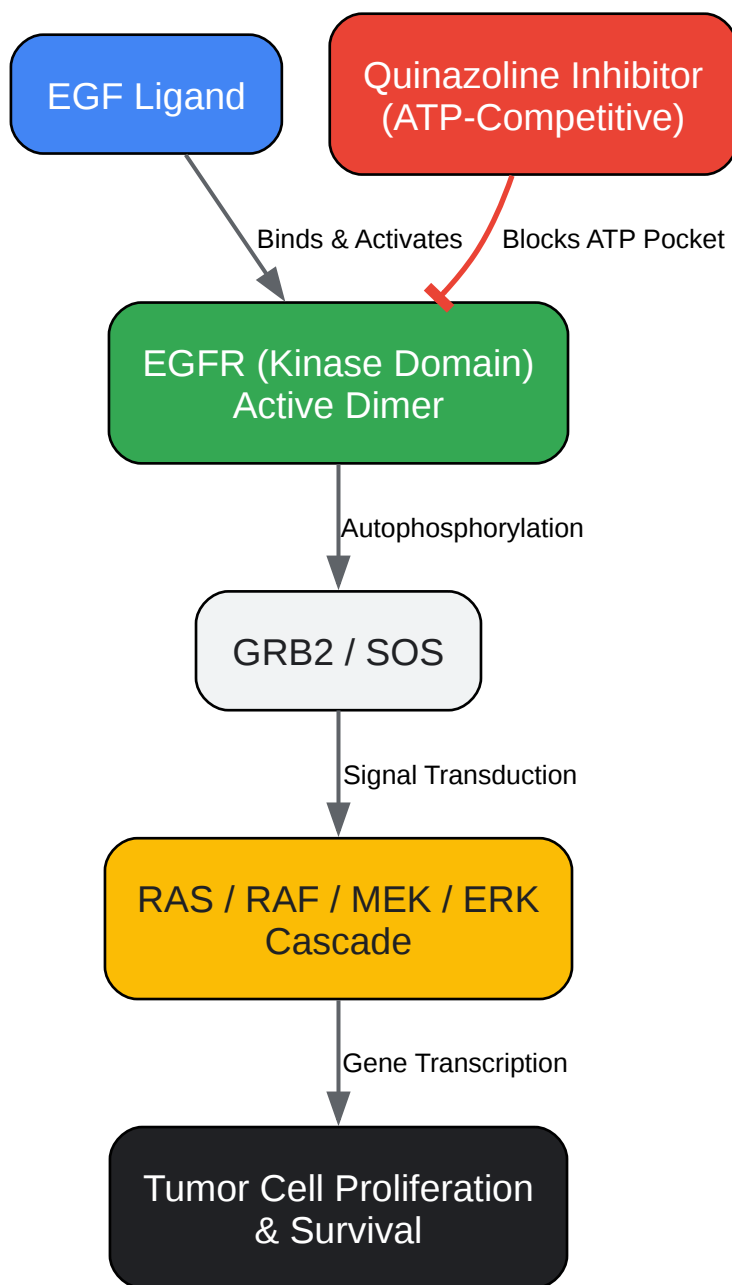 EGF Ligand
Quinazoline Inhibitor
(ATP-Competitive)
Binds & Activates
Blocks ATP Pocket
EGFR (Kinase Domain)
Active Dimer
Autophosphorylation
GRB2 / SOS
Signal Transduction
RAS / RAF / MEK / ERK
Cascade
Gene Transcription
Tumor Cell Proliferation
& Survival